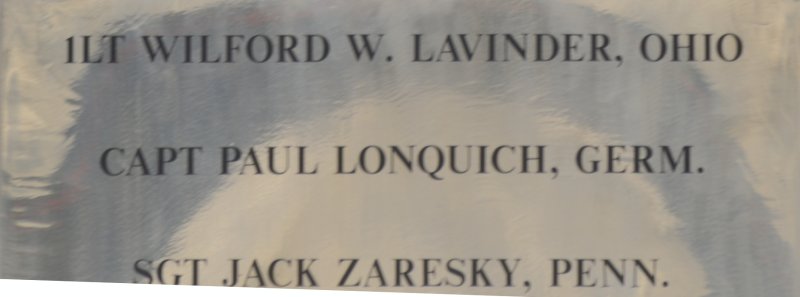 1LT WILFORD W. LAVINDER, OHIO
CAPT PAUL LONQUICH, GERM.
SGT JACK ZARESKY, PENN.